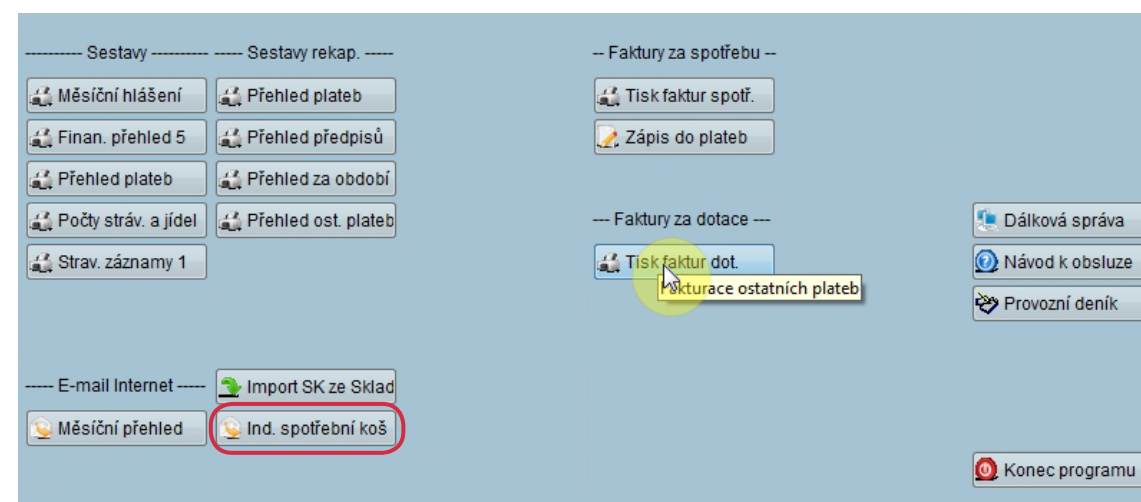 ---------- Sestavy ---------- ----- Sestavy rekap. -----
Měsíční hlášení
Přehled plateb
Finan. přehled 5
Přehled předpisů
Přehled plateb
Přehled za období
Počty stráv. a jídel
Přehled ost. plateb
Strav. záznamy 1
----- E-mail Internet -----
Import SK ze Sklad
Měsíční přehled
Ind. spotřební koš
-- Faktury za spotřebu --
Tisk faktur spotř.
Zápis do plateb
--- Faktury za dotace ---
Tisk faktur dot.
Fakturace ostatních plateb
Dálková správa
Návod k obsluze
Provozní deník
Konec programu